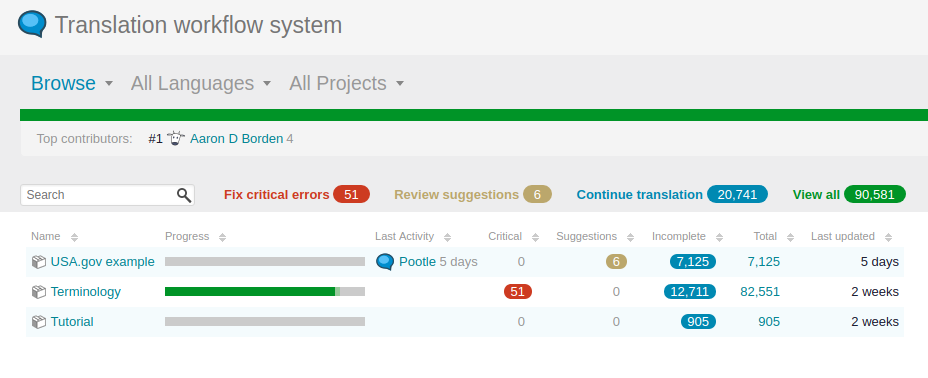 Translation workflow system
Browse All Languages All Projects
Top contributors: #1 Aaron D Borden 4
Search Fix critical errors 51 Review suggestions 6 Continue translation 20,741 View all 90,581
Name Progress Last Activity Critical Suggestions Incomplete Total Last updated
USA.gov example Pootle 5 days 0 6 7,125 7,125 5 days
Terminology 51 0 12,711 82,551 2 weeks
Tutorial 0 0 905 905 2 weeks